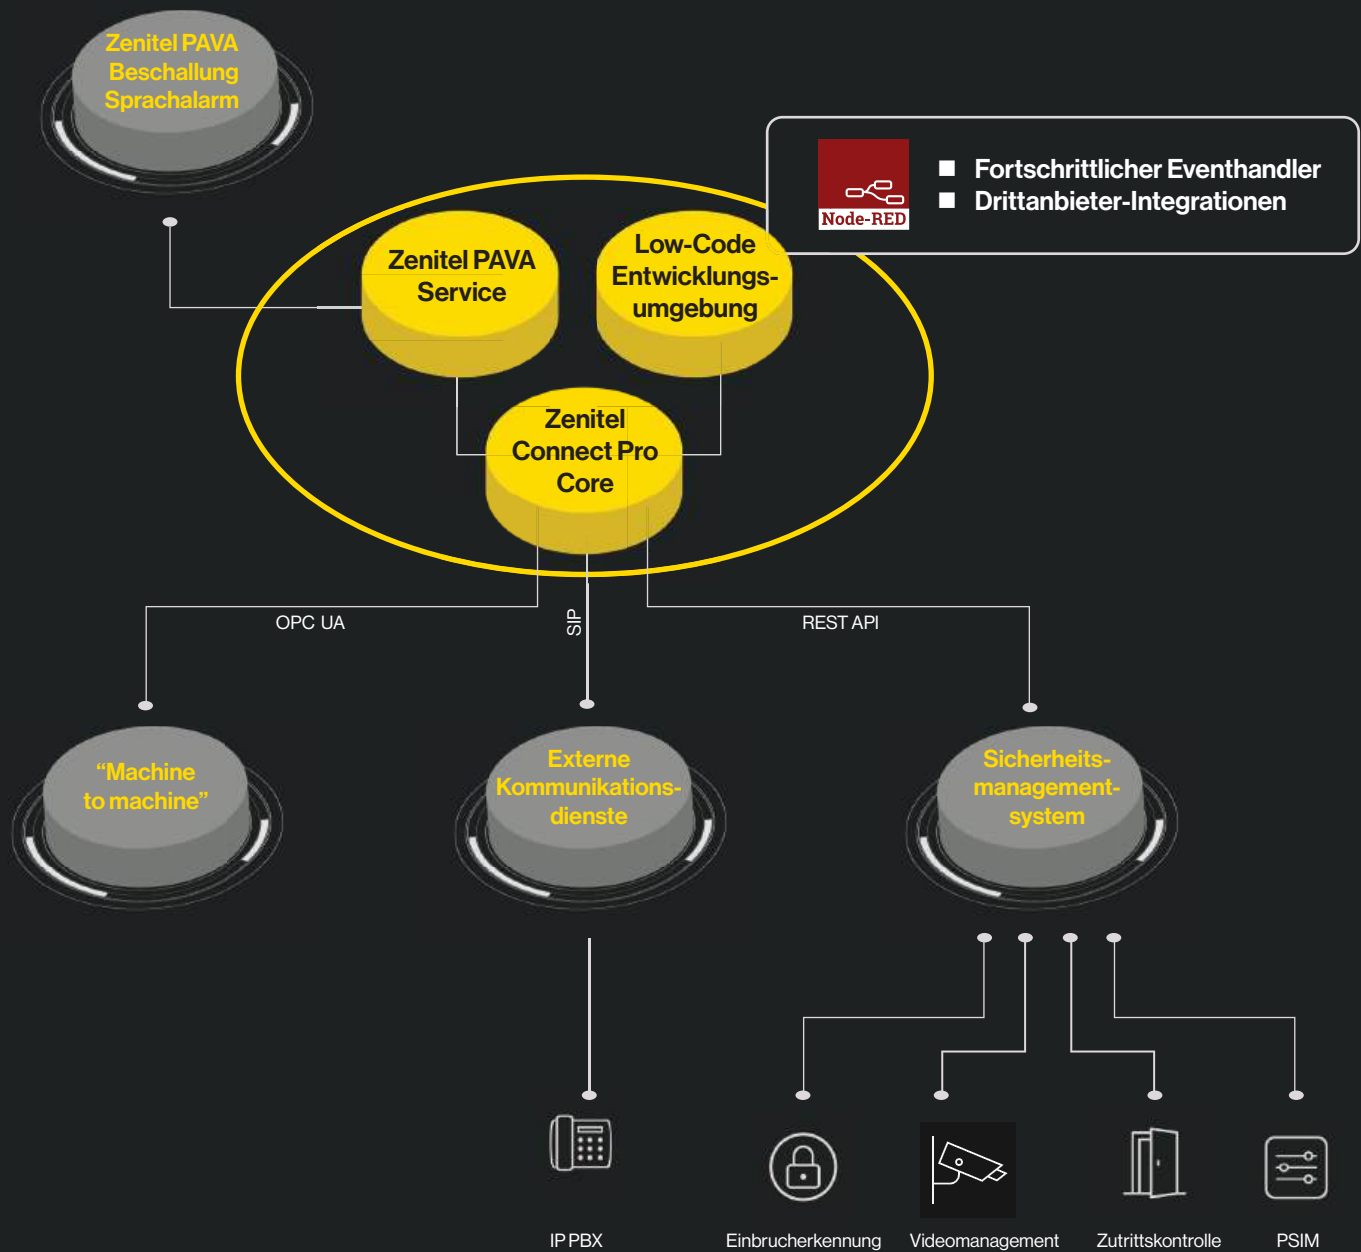 Zenitel PAVA
Beschallung
Sprachalarm
Node-RED
Fortschrittlicher Eventhandler
Drittanbieter-Integrationen
Zenitel PAVA
Service
Low-Code
Entwicklungs-
umgebung
Zenitel
Connect Pro
Core
OPC UA
SIP
REST API
“Machine
to machine”
Externe
Kommunikations-
dienste
Sicherheits-
management-
system
IP PBX
Einbrucherkennung
Videomanagement
Zutrittskontrolle
PSIM